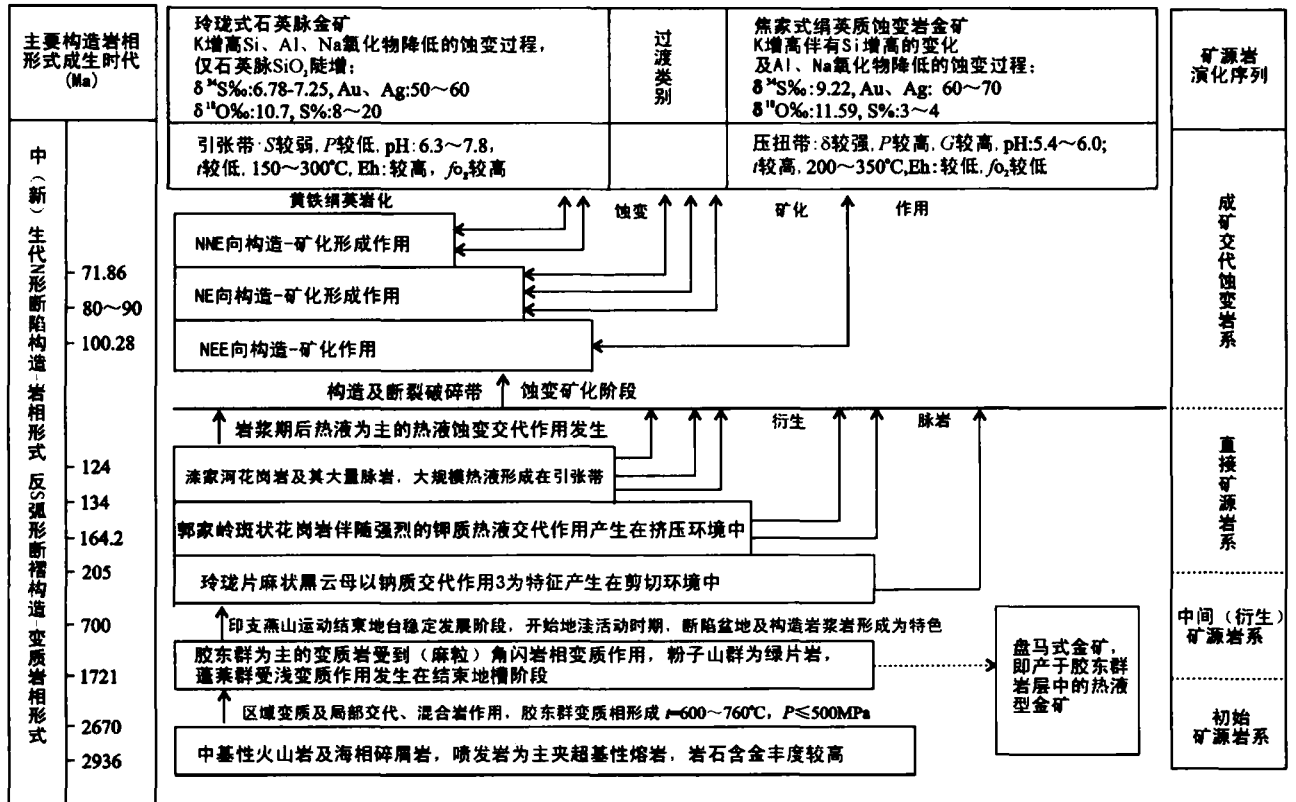 主要构造岩相
形式成生时代
(Ma)
玲珑式石英脉金矿
K增高Si、Al、Na氧化物降低的蚀变过程，
仅石英脉SiO₂陡增；
δ³⁴S‰:6.78-7.25, Au、Ag:50～60
δ¹⁸O‰:10.7, S%:8～20
过渡类别
焦家式绢英质蚀变岩金矿
K增高伴有Si增高的变化
及Al、Na氧化物降低的蚀变过程；
δ³⁴S‰:9.22, Au、Ag: 60～70
δ¹⁸O‰:11.59, S%:3～4
矿源岩
演化序列
引张带·S较弱, P较低, pH:6.3～7.8,
t较低, 150～300℃, Eh:较高, fo₂较高
压扭带:δ较强, P较高, G较高, pH:5.4～6.0;
t较高, 200～350℃,Eh:较低, fo₂较低
中（新）生代N形断陷构造-岩相形式 反S弧形断褶构造-变质岩相形式
71.86
80～90
100.28
124
134
164.2
205
700
1721
2670
2936
黄铁绢英岩化
蚀变
矿化
作用
NNE向构造-矿化形成作用
NE向构造-矿化形成作用
NEE向构造-矿化作用
构造及断裂破碎带
蚀变矿化阶段
岩浆期后热液为主的热液蚀变交代作用发生
衍生
脉岩
滦家河花岗岩及其大量脉岩，大规模热液形成在引张带
郭家岭斑状花岗岩伴随强烈的钾质热液交代作用产生在挤压环境中
玲珑片麻状黑云母以钠质交代作用3为特征产生在剪切环境中
印支燕山运动结束地台稳定发展阶段，开始地洼活动时期，断陷盆地及构造岩浆岩形成为特色
胶东群为主的变质岩受到（麻粒）角闪岩相变质作用，粉子山群为绿片岩，
蓬莱群受浅变质作用发生在结束地槽阶段
区域变质及局部交代、混合岩作用，胶东群变质相形成 t=600～760℃, P≤500MPa
中基性火山岩及海相碎屑岩，喷发岩为主夹超基性熔岩，岩石含金丰度较高
盘马式金矿，
即产于胶东群
岩层中的热液
型金矿
成矿交代蚀变岩系
直接矿源岩系
中间（衍生）
矿源岩系
初始
矿源岩系